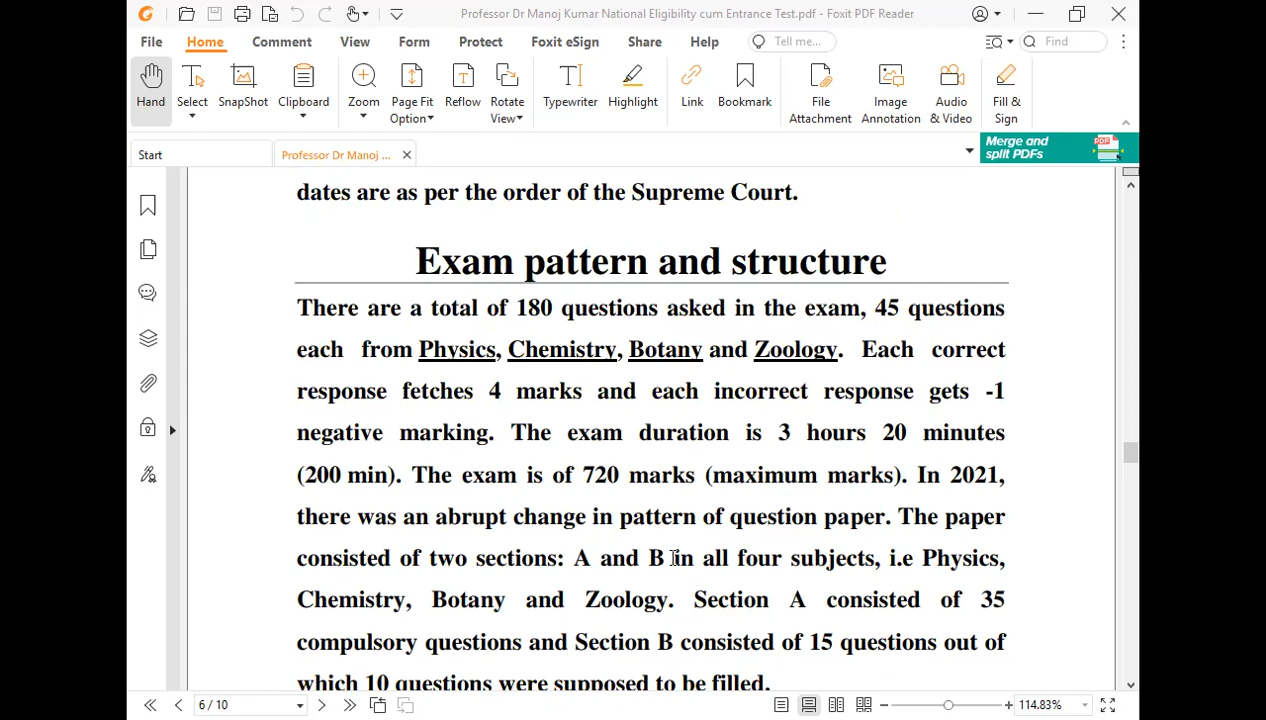 Professor Dr Manoj Kumar National Eligibility cum Entrance Test.pdf - Foxit PDF Reader
File Home Comment View Form Protect Foxit eSign Share Help Tell me... Find
Hand Select SnapShot Clipboard Zoom Page Fit Option Reflow Rotate View Typewriter Highlight Link Bookmark File Attachment Image Annotation Audio & Video Fill & Sign
Start Professor Dr Manoj ... Merge and split PDFs
dates are as per the order of the Supreme Court.
Exam pattern and structure
There are a total of 180 questions asked in the exam, 45 questions
each from Physics, Chemistry, Botany and Zoology. Each correct
response fetches 4 marks and each incorrect response gets -1
negative marking. The exam duration is 3 hours 20 minutes
(200 min). The exam is of 720 marks (maximum marks). In 2021,
there was an abrupt change in pattern of question paper. The paper
consisted of two sections: A and B in all four subjects, i.e Physics,
Chemistry, Botany and Zoology. Section A consisted of 35
compulsory questions and Section B consisted of 15 questions out of
which 10 questions were supposed to be filled.
6 / 10 114.83%